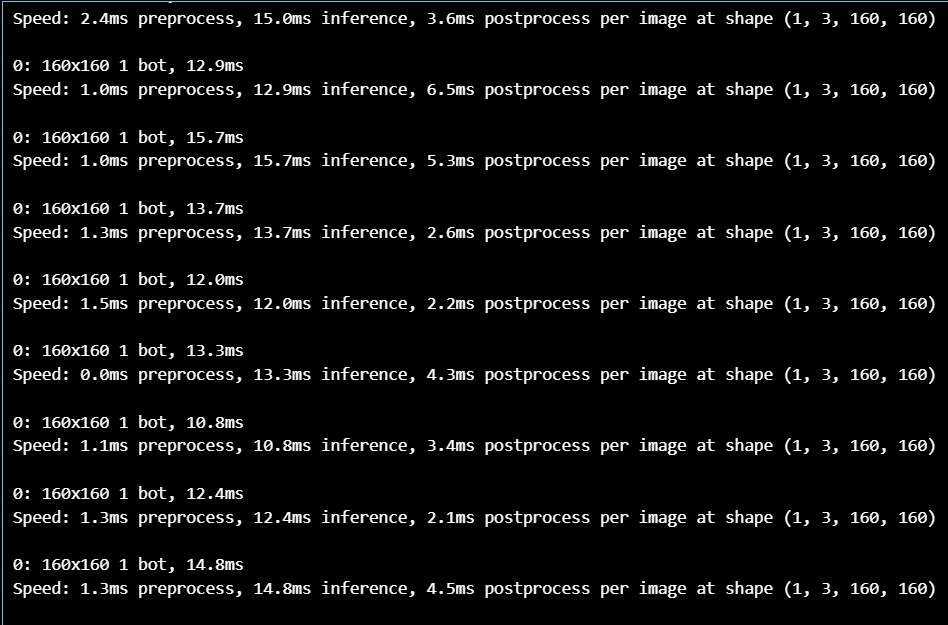 Speed: 2.4ms preprocess, 15.0ms inference, 3.6ms postprocess per image at shape (1, 3, 160, 160)
0: 160x160 1 bot, 12.9ms
Speed: 1.0ms preprocess, 12.9ms inference, 6.5ms postprocess per image at shape (1, 3, 160, 160)
0: 160x160 1 bot, 15.7ms
Speed: 1.0ms preprocess, 15.7ms inference, 5.3ms postprocess per image at shape (1, 3, 160, 160)
0: 160x160 1 bot, 13.7ms
Speed: 1.3ms preprocess, 13.7ms inference, 2.6ms postprocess per image at shape (1, 3, 160, 160)
0: 160x160 1 bot, 12.0ms
Speed: 1.5ms preprocess, 12.0ms inference, 2.2ms postprocess per image at shape (1, 3, 160, 160)
0: 160x160 1 bot, 13.3ms
Speed: 0.0ms preprocess, 13.3ms inference, 4.3ms postprocess per image at shape (1, 3, 160, 160)
0: 160x160 1 bot, 10.8ms
Speed: 1.1ms preprocess, 10.8ms inference, 3.4ms postprocess per image at shape (1, 3, 160, 160)
0: 160x160 1 bot, 12.4ms
Speed: 1.3ms preprocess, 12.4ms inference, 2.1ms postprocess per image at shape (1, 3, 160, 160)
0: 160x160 1 bot, 14.8ms
Speed: 1.3ms preprocess, 14.8ms inference, 4.5ms postprocess per image at shape (1, 3, 160, 160)